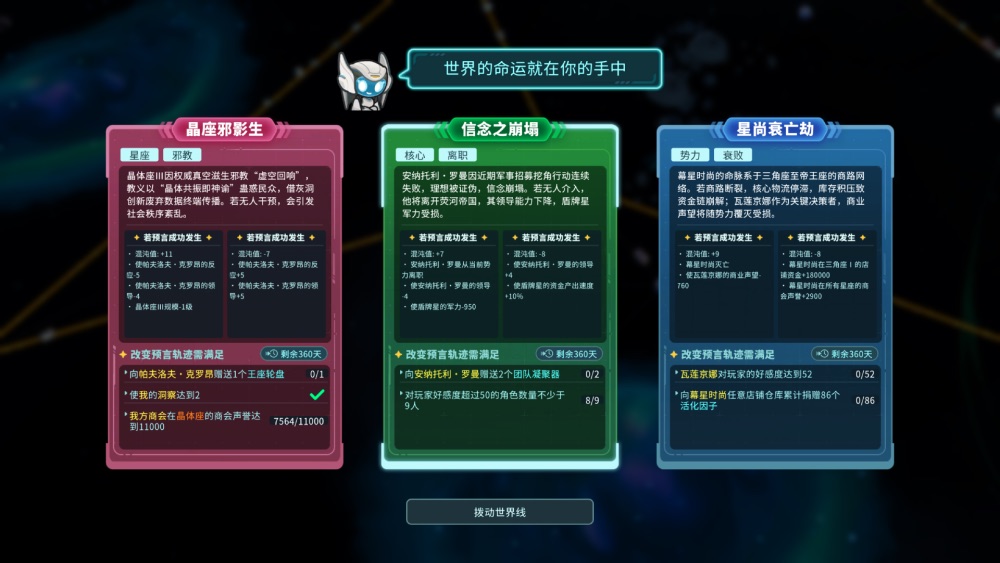 世界的命运就在你的手中
晶座邪影生
星座 邪教
晶体座III因权威真空滋生邪教“虚空回响”，
教义以“晶体共振即神谕”蛊惑民众，借灰洞
创新废弃数据终端传播。若无人干预，会引发
社会秩序紊乱。
若预言成功发生
· 混沌值: +11
· 使帕夫洛夫·克罗昂的反
应-5
· 使帕夫洛夫·克罗昂的领
导-4
· 晶体座III规模-1级
若预言成功发生
· 混沌值: -7
· 使帕夫洛夫·克罗昂的反
应+5
· 使帕夫洛夫·克罗昂的领
导+5
改变预言轨迹需满足
剩余360天
向帕夫洛夫·克罗昂赠送1个王座轮盘 0/1
使我的洞察达到2
我方商会在晶体座的商会声誉达
到11000
7564/11000
信念之崩塌
核心 离职
安纳托利·罗曼因近期军事招募挖角行动连续
失败，理想被证伪，信念崩塌。若无人介入，
他将离开荧河帝国，其领导能力下降，盾牌星
军力受损。
若预言成功发生
· 混沌值: +7
· 安纳托利·罗曼从当前势
力离职
· 使安纳托利·罗曼的领导
-4
· 使盾牌星的军力-950
若预言成功发生
· 混沌值: -8
· 使安纳托利·罗曼的领导
+4
· 使盾牌星的资金产出速度
+10%
改变预言轨迹需满足
剩余360天
向安纳托利·罗曼赠送2个团队凝聚器 0/2
对玩家好感度超过50的角色数量不少于
9人
8/9
星尚衰亡劫
势力 衰败
幕星时尚的命脉系于三角座至帝王座的商路网
络。若商路断裂，核心物流停滞，库存积压致
资金链崩解；瓦莲京娜作为关键决策者，商业
声望将随势力覆灭受损。
若预言成功发生
· 混沌值: +9
· 幕星时尚灭亡
· 使瓦莲京娜的商业声望-
760
若预言成功发生
· 混沌值: -8
· 幕星时尚在三角座I的店
铺资金+180000
· 幕星时尚在所有星座的商
会声誉+2900
改变预言轨迹需满足
剩余360天
瓦莲京娜对玩家的好感度达到52 0/52
向幕星时尚任意店铺仓库累计捐赠86个
活化因子
0/86
拨动世界线